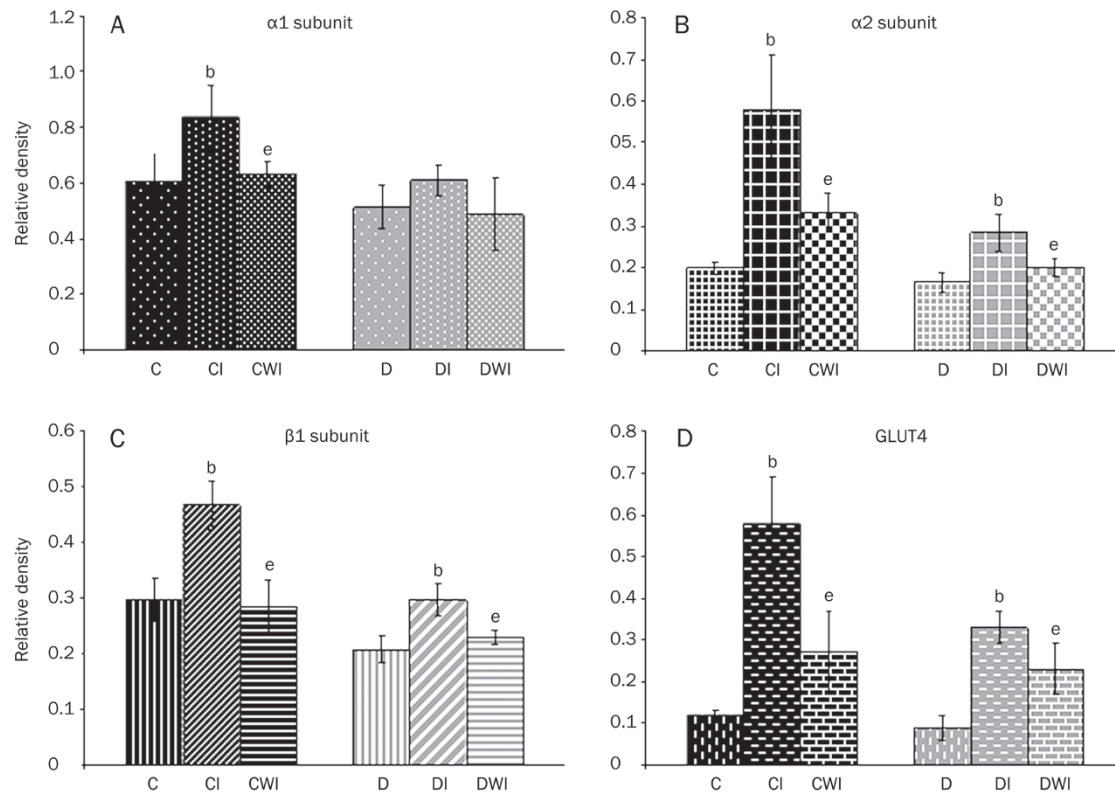 A
α1 subunit
Relative density
1.2
1.0
0.8
0.6
0.4
0.2
0
b
e
C CI CWI D DI DWI
B
α2 subunit
0.8
0.7
0.6
05.
0.4
0.3
0.2
0.1
0
b
e
b
e
C CI CWI D DI DWI
C
β1 subunit
Relative density
0.6
0.5
0.4
0.3
0.2
0.1
0
b
e
b
e
C CI CWI D DI DWI
D
GLUT4
0.8
0.7
0.6
0.5
0.4
0.3
0.2
0.1
0
b
e
b
e
C CI CWI D DI DWI